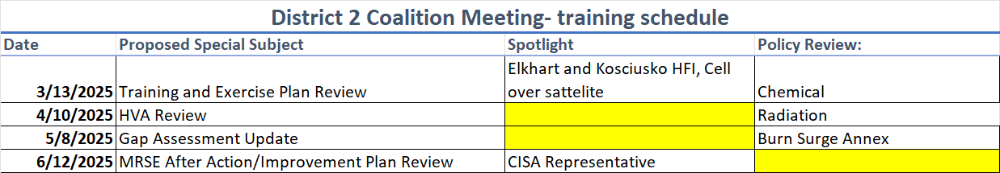 District 2 Coalition Meeting- training schedule
Date Proposed Special Subject Spotlight Policy Review:
3/13/2025 Training and Exercise Plan Review Elkhart and Kosciusko HFI, Cell
over sattelite Chemical
4/10/2025 HVA Review Radiation
5/8/2025 Gap Assessment Update Burn Surge Annex
6/12/2025 MRSE After Action/Improvement Plan Review CISA Representative